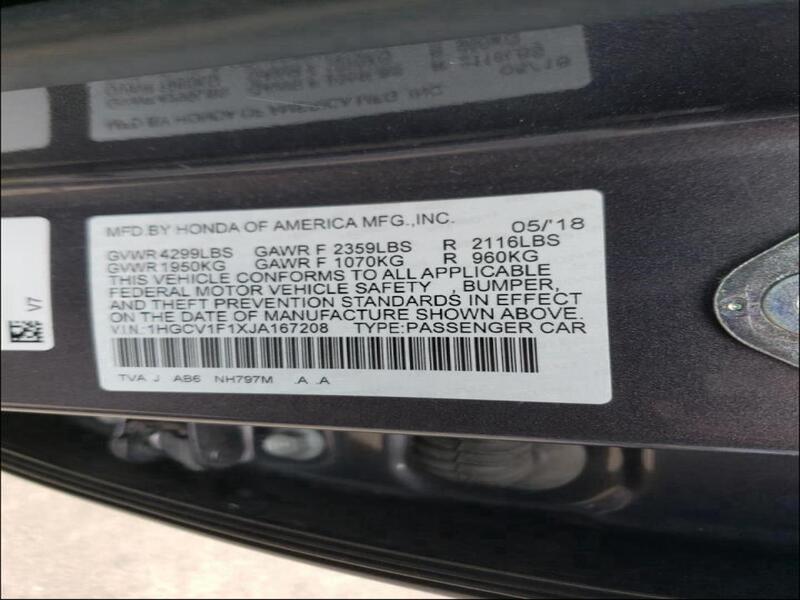 MFD.BY HONDA OF AMERICA MFG.,INC. 05/'18
GVWR 4299LBS GAWR F 2359LBS R 2116LBS
GVWR 1950KG GAWR F 1070KG R 960KG
THIS VEHICLE CONFORMS TO ALL APPLICABLE
FEDERAL MOTOR VEHICLE SAFETY , BUMPER,
AND THEFT PREVENTION STANDARDS IN EFFECT
ON THE DATE OF MANUFACTURE SHOWN ABOVE.
V.I.N.: 1HGCV1F1XJA167208 TYPE:PASSENGER CAR
TVA J AB6 NH797M .A .A
V7